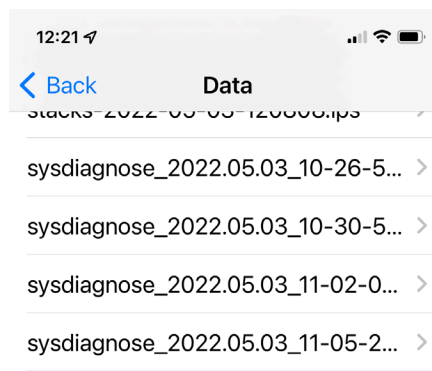 12:21
Back Data
stacks-2022-05-03-120808.ips
sysdiagnose_2022.05.03_10-26-5...
sysdiagnose_2022.05.03_10-30-5...
sysdiagnose_2022.05.03_11-02-0...
sysdiagnose_2022.05.03_11-05-2...